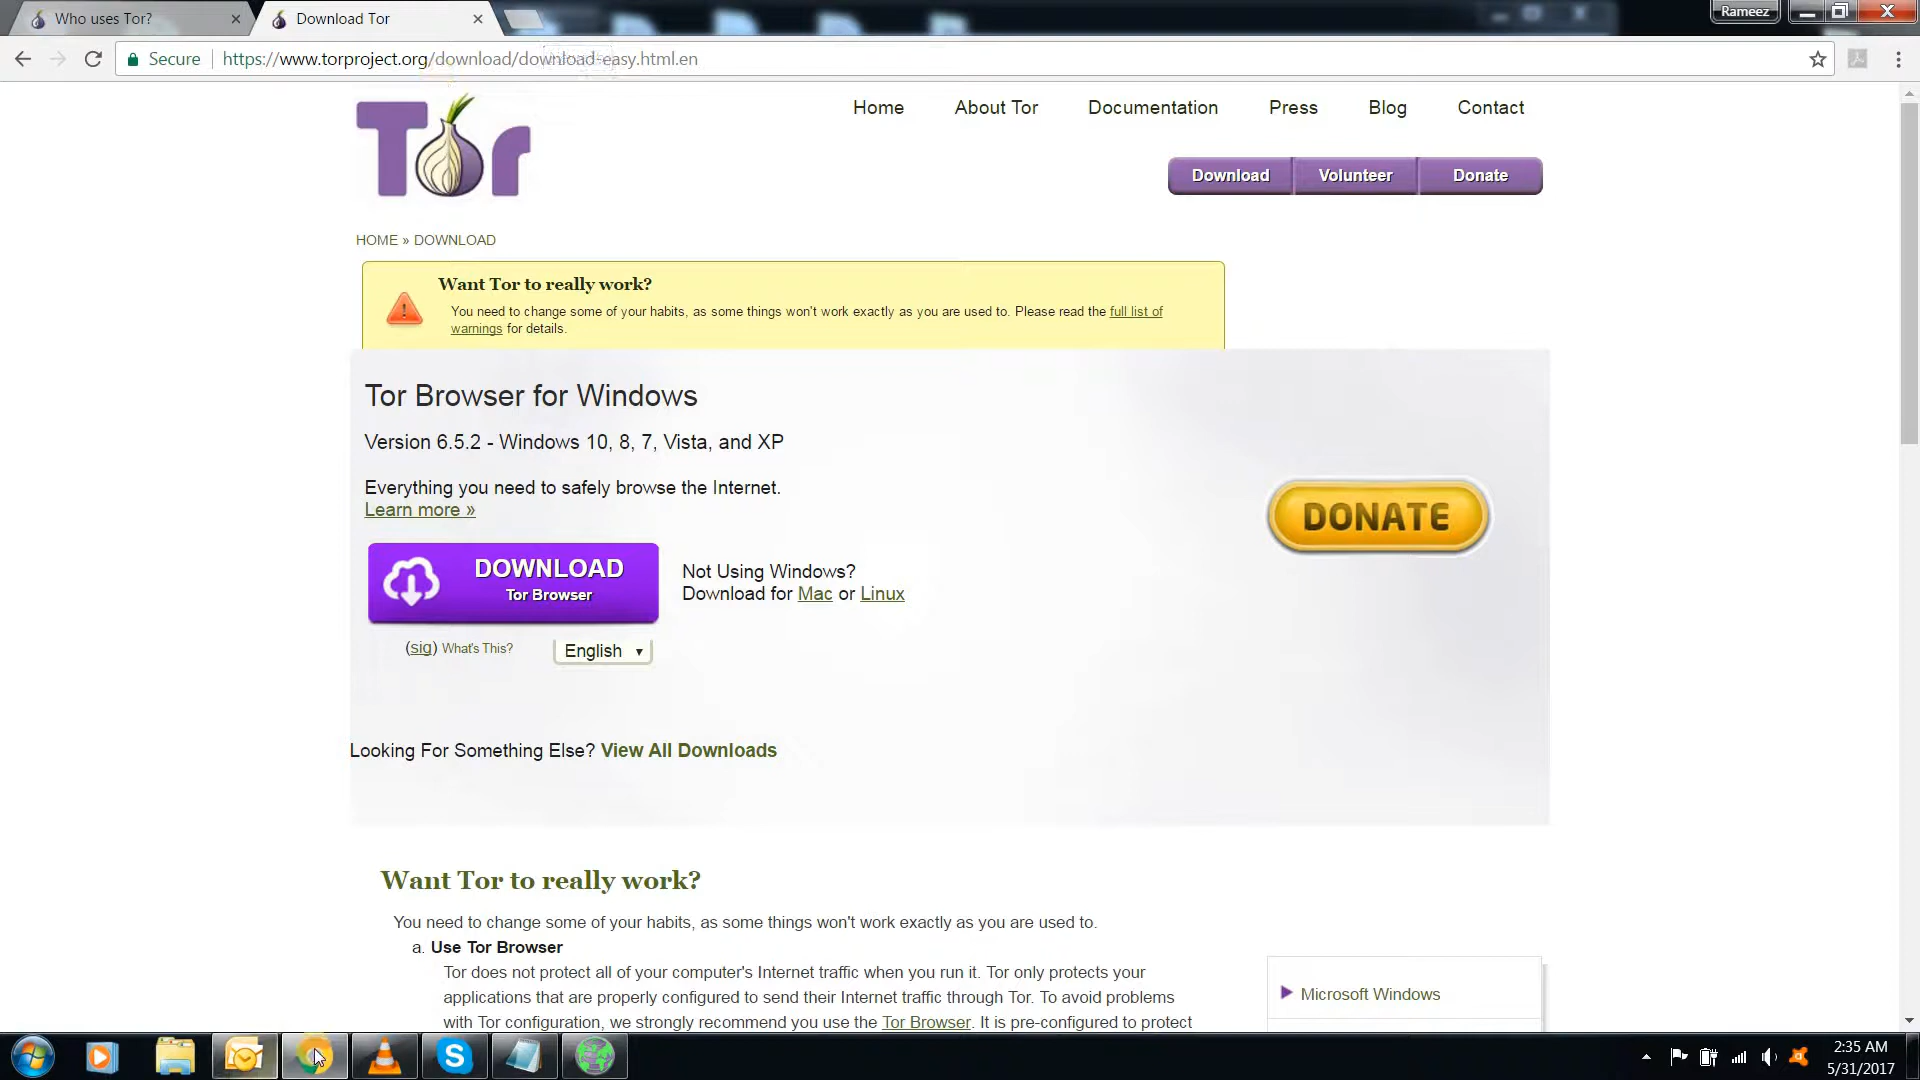 Who uses Tor?
Download Tor
Rameez
Secure https://www.torproject.org/download/download-easy.html.en
Tor
Home About Tor Documentation Press Blog Contact
Download Volunteer Donate
HOME » DOWNLOAD
Want Tor to really work?
You need to change some of your habits, as some things won't work exactly as you are used to. Please read the full list of
warnings for details.
Tor Browser for Windows
Version 6.5.2 - Windows 10, 8, 7, Vista, and XP
Everything you need to safely browse the Internet.
Learn more »
DONATE
DOWNLOAD
Tor Browser
Not Using Windows?
Download for Mac or Linux
(sig) What's This?
English
Looking For Something Else? View All Downloads
Want Tor to really work?
You need to change some of your habits, as some things won't work exactly as you are used to.
a. Use Tor Browser
Tor does not protect all of your computer's Internet traffic when you run it. Tor only protects your
applications that are properly configured to send their Internet traffic through Tor. To avoid problems
with Tor configuration, we strongly recommend you use the Tor Browser. It is pre-configured to protect
Microsoft Windows
2:35 AM
5/31/2017